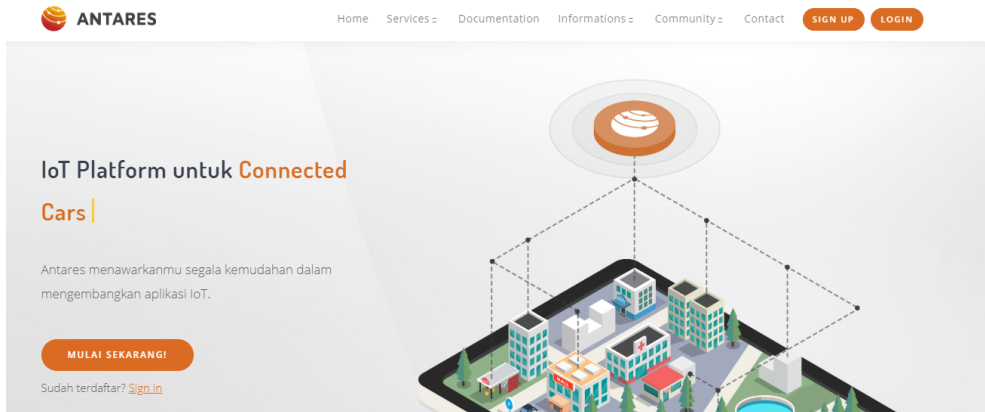 ANTARES
Home Services Documentation Informations Community Contact SIGN UP LOGIN
IoT Platform untuk Connected
Cars
Antares menawarkanmu segala kemudahan dalam
mengembangkan aplikasi IoT.
MULAI SEKARANG!
Sudah terdaftar? Sign in
MALL